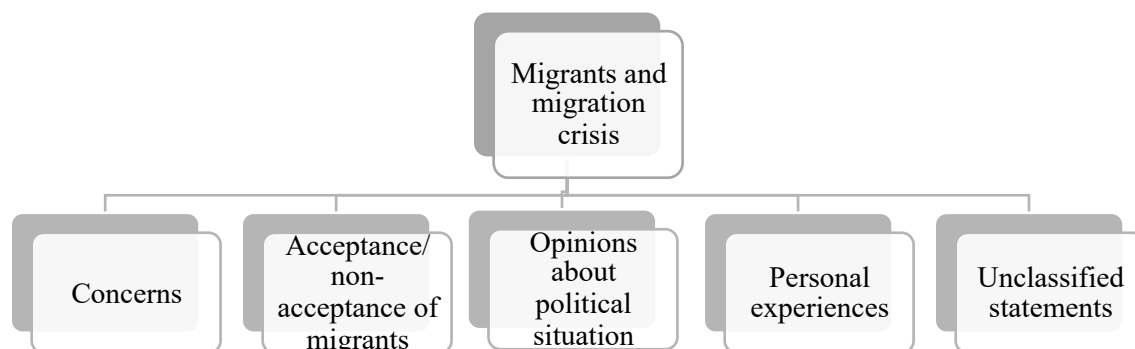 Migrants and
migration
crisis
Concerns
Acceptance/
non-
acceptance of
migrants
Opinions
about
political
situation
Personal
experiences
Unclassified
statements